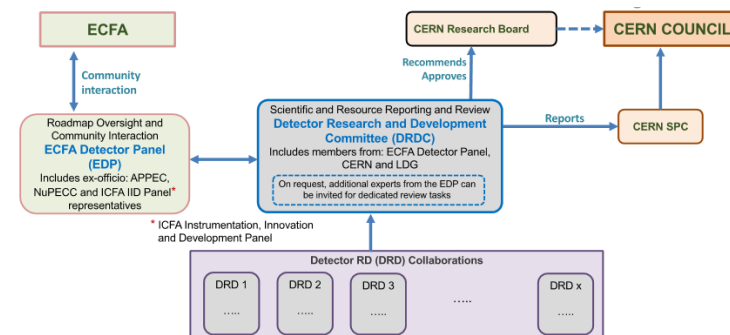 ECFA
CERN Research Board
CERN COUNCIL
Community
interaction
Recommends
Approves
Roadmap Oversight and
Community Interaction
ECFA Detector Panel
(EDP)
Includes ex-officio: APPEC,
NuPECC and ICFA IID Panel*
representatives
Scientific and Resource Reporting and Review
Detector Research and Development
Committee (DRDC)
Includes members from: ECFA Detector Panel,
CERN and LDG
On request, additional experts from the EDP can
be invited for dedicated review tasks
Reports
CERN SPC
* ICFA Instrumentation, Innovation
and Development Panel
Detector RD (DRD) Collaborations
DRD 1
.....
DRD 2
.....
DRD 3
.....
.....
DRD x
.....